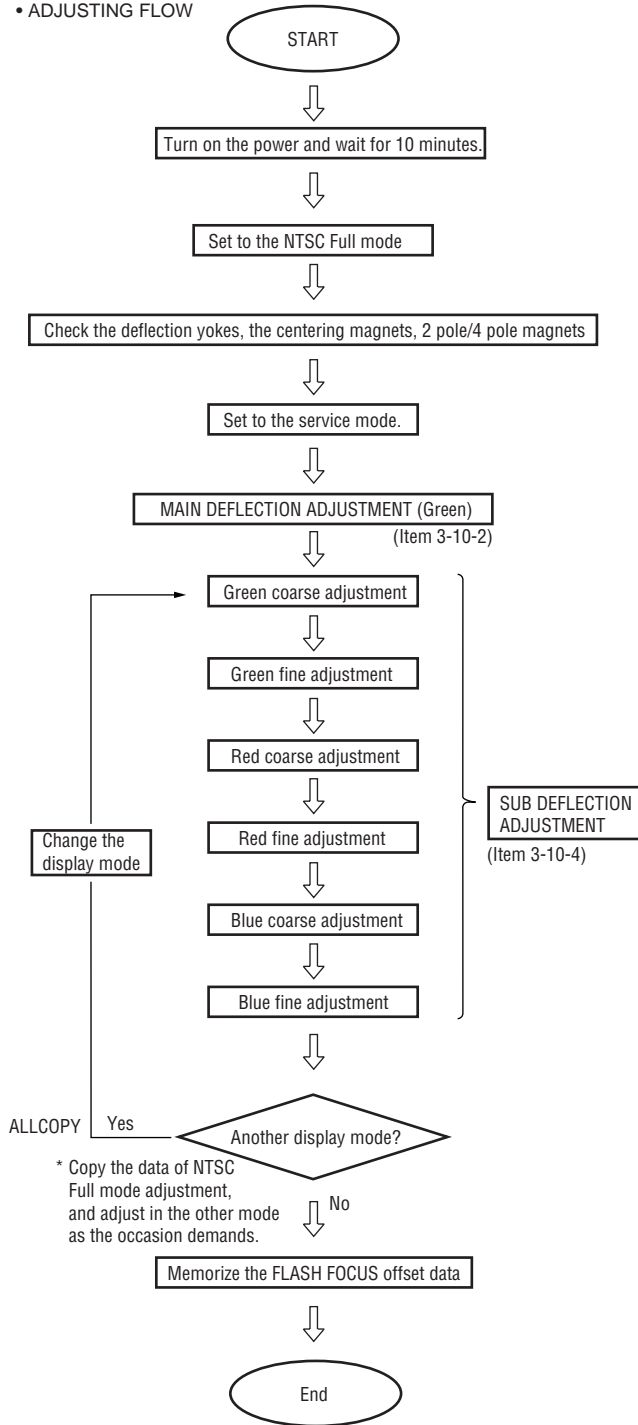 • ADJUSTING FLOW
START
Turn on the power and wait for 10 minutes.
Set to the NTSC Full mode
Check the deflection yokes, the centering magnets, 2 pole/4 pole magnets
Set to the service mode.
MAIN DEFLECTION ADJUSTMENT (Green)
(Item 3-10-2)
Green coarse adjustment
Green fine adjustment
Red coarse adjustment
Red fine adjustment
Blue coarse adjustment
Blue fine adjustment
SUB DEFLECTION
ADJUSTMENT
(Item 3-10-4)
Change the
display mode
ALLCOPY Yes
Another display mode?
* Copy the data of NTSC
Full mode adjustment,
and adjust in the other mode
as the occasion demands.
No
Memorize the FLASH FOCUS offset data
End